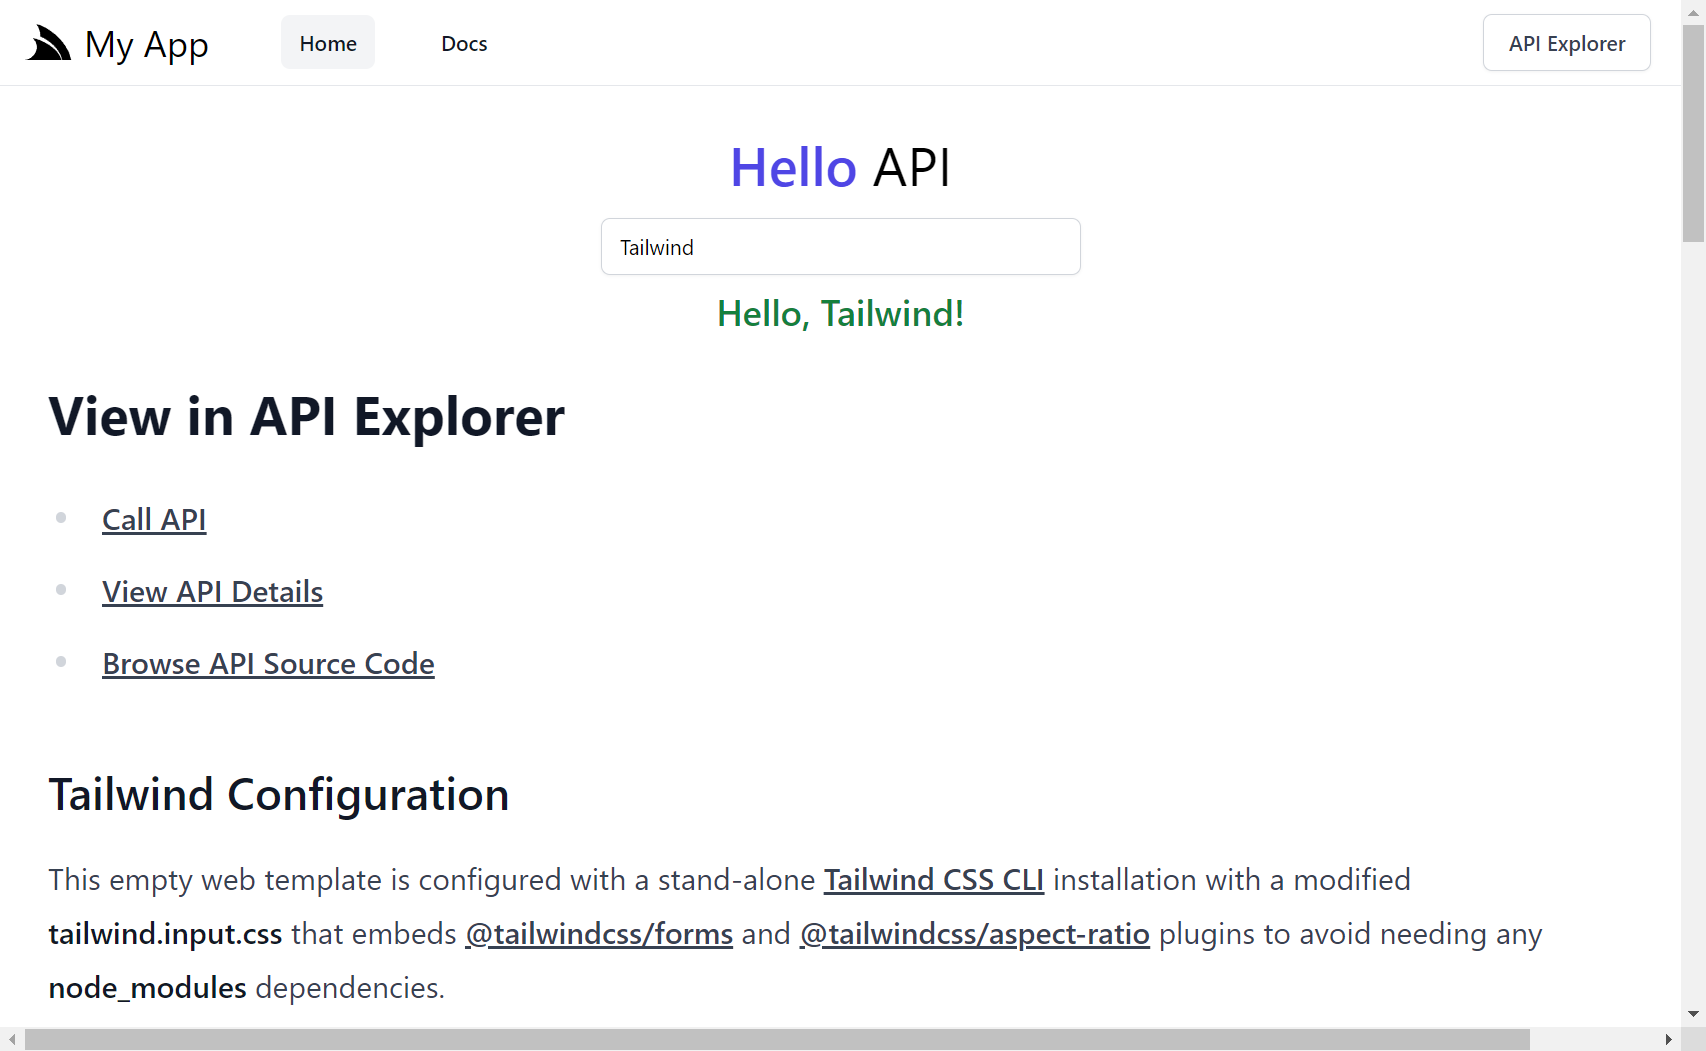 My App
Home
Docs
API Explorer
Hello API
Tailwind
Hello, Tailwind!
View in API Explorer
Call API
View API Details
Browse API Source Code
Tailwind Configuration
This empty web template is configured with a stand-alone Tailwind CSS CLI installation with a modified
tailwind.input.css that embeds @tailwindcss/forms and @tailwindcss/aspect-ratio plugins to avoid needing any
node_modules dependencies.